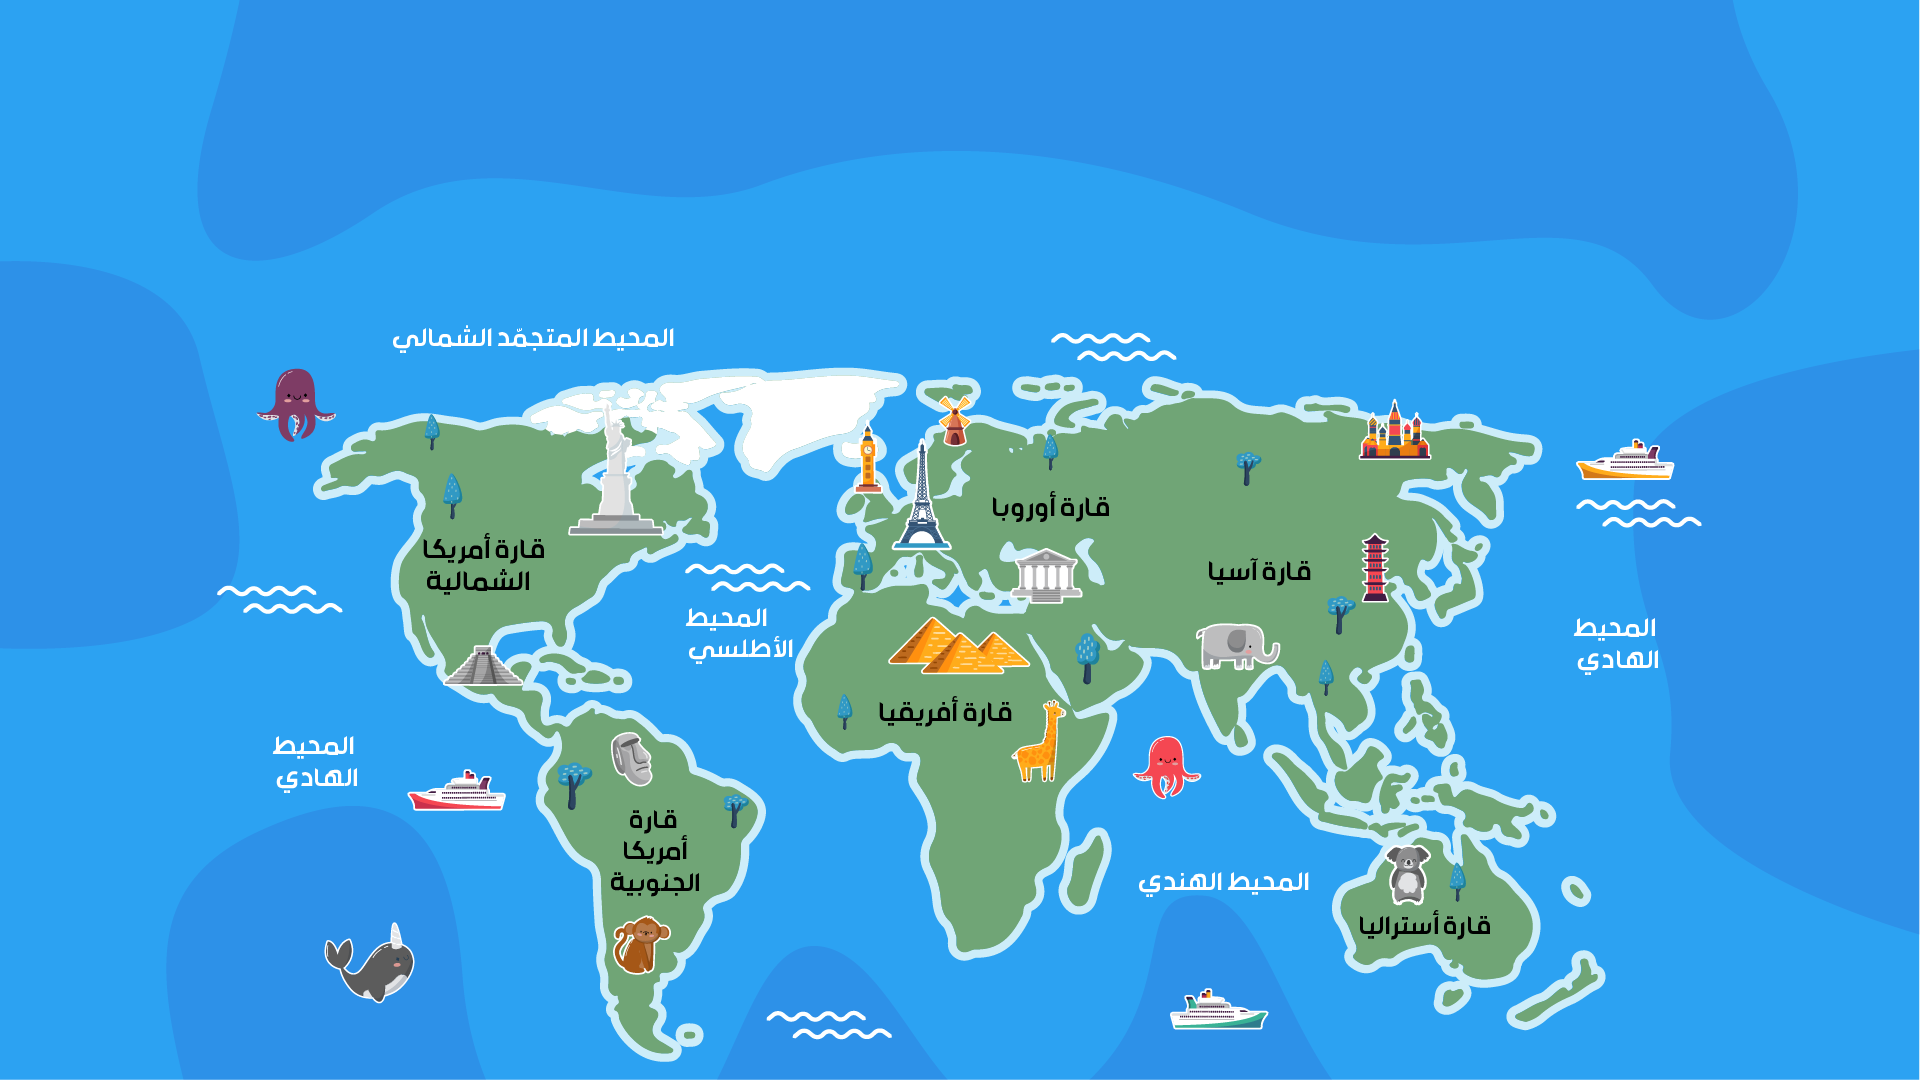 المحيط المتجمّد الشمالي
قارة أوروبا
قارة أمريكا
الشمالية
قارة آسيا
المحيط
الأطلسي
المحيط
الهادي
قارة أفريقيا
المحيط
الهادي
قارة
أمريكا
الجنوبية
المحيط الهندي
قارة أستراليا